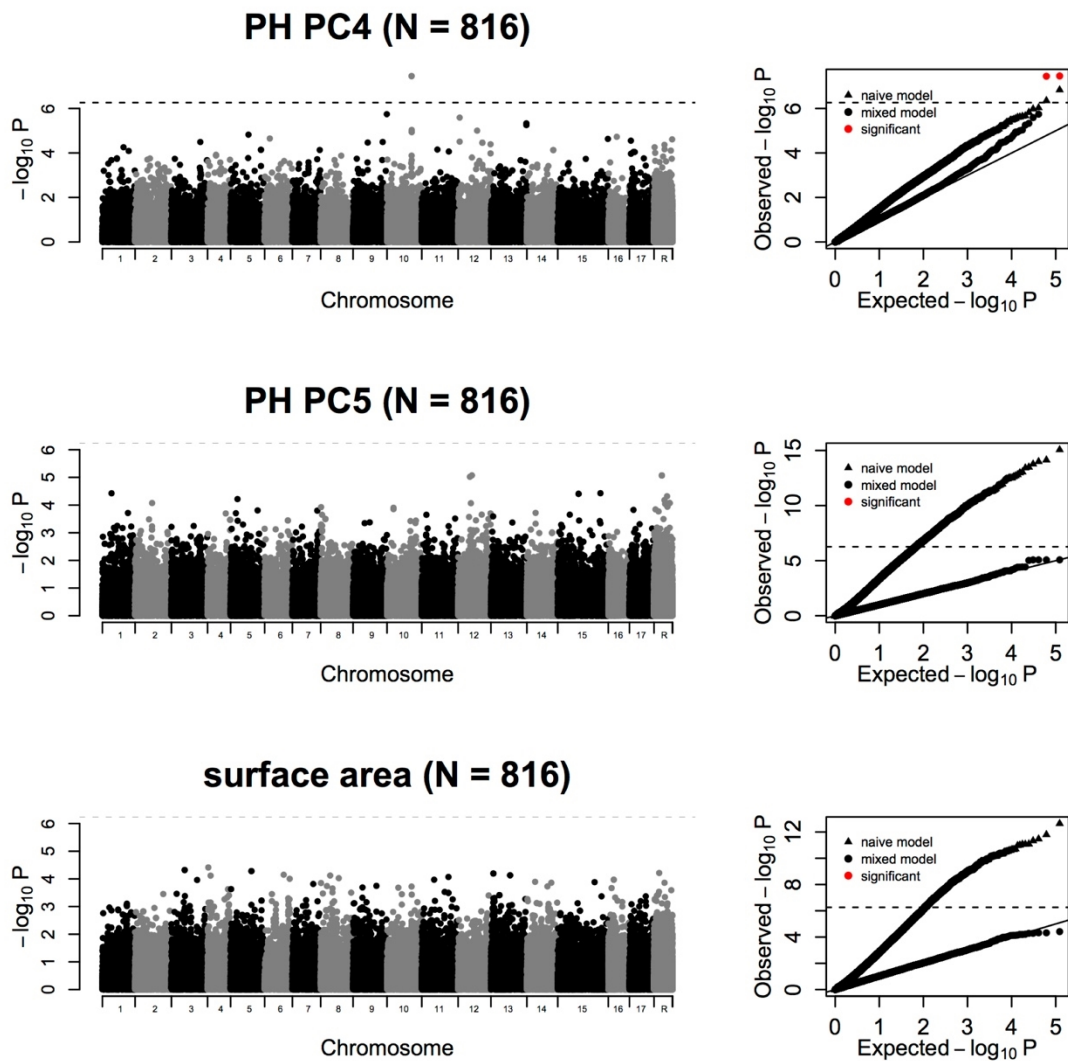 PH PC4 (N = 816)
− log10 P
6
4
2
0
1 2 3 4 5 6 7 8 9 10 11 12 13 14 15 16 17 R
Chromosome
Observed − log10 P
6
4
2
0
naive model
mixed model
significant
0 1 2 3 4 5
Expected − log10 P
PH PC5 (N = 816)
− log10 P
6
5
4
3
2
1
0
1 2 3 4 5 6 7 8 9 10 11 12 13 14 15 16 17 R
Chromosome
Observed − log10 P
15
10
5
0
naive model
mixed model
significant
0 1 2 3 4 5
Expected − log10 P
surface area (N = 816)
− log10 P
6
5
4
3
2
1
0
1 2 3 4 5 6 7 8 9 10 11 12 13 14 15 16 17 R
Chromosome
Observed − log10 P
12
8
4
0
naive model
mixed model
significant
0 1 2 3 4 5
Expected − log10 P